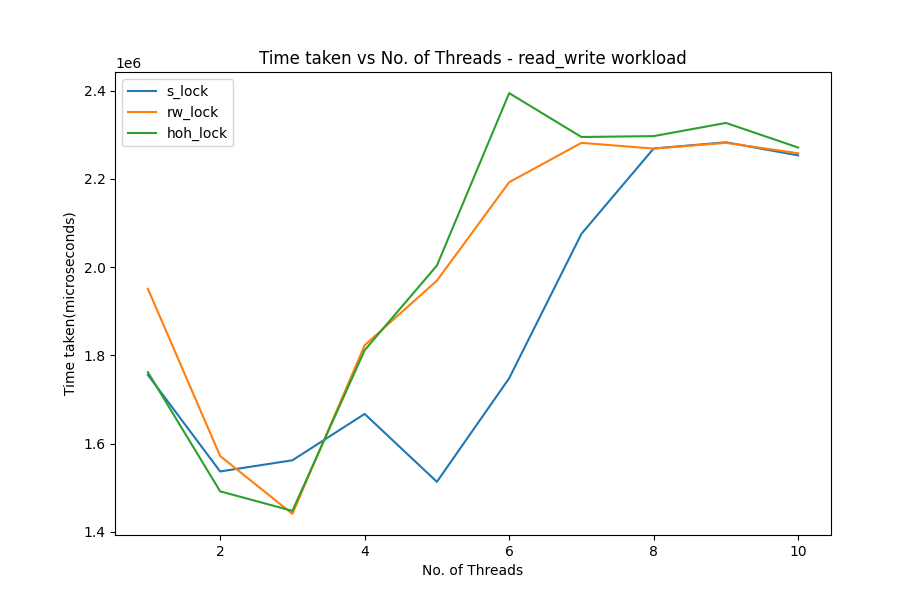 Time taken vs No. of Threads - read_write workload
1e6
s_lock
rw_lock
hoh_lock
2.4
2.2
2.0
1.8
1.6
1.4
Time taken(microseconds)
2 4 6 8 10
No. of Threads